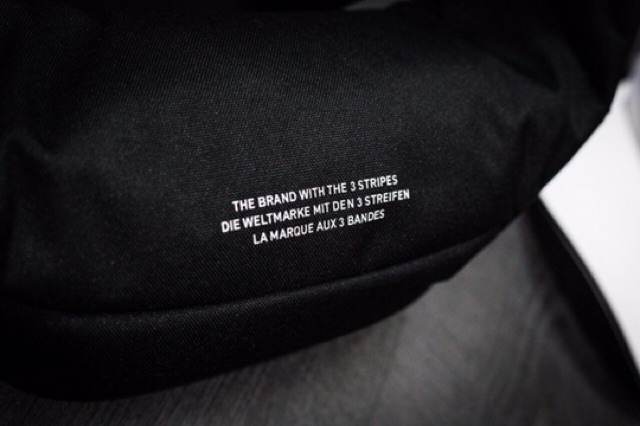 THE BRAND WITH THE 3 STRIPES
DIE WELTMARKE MIT DEN 3 STREIFEN
LA MARQUE AUX 3 BANDES